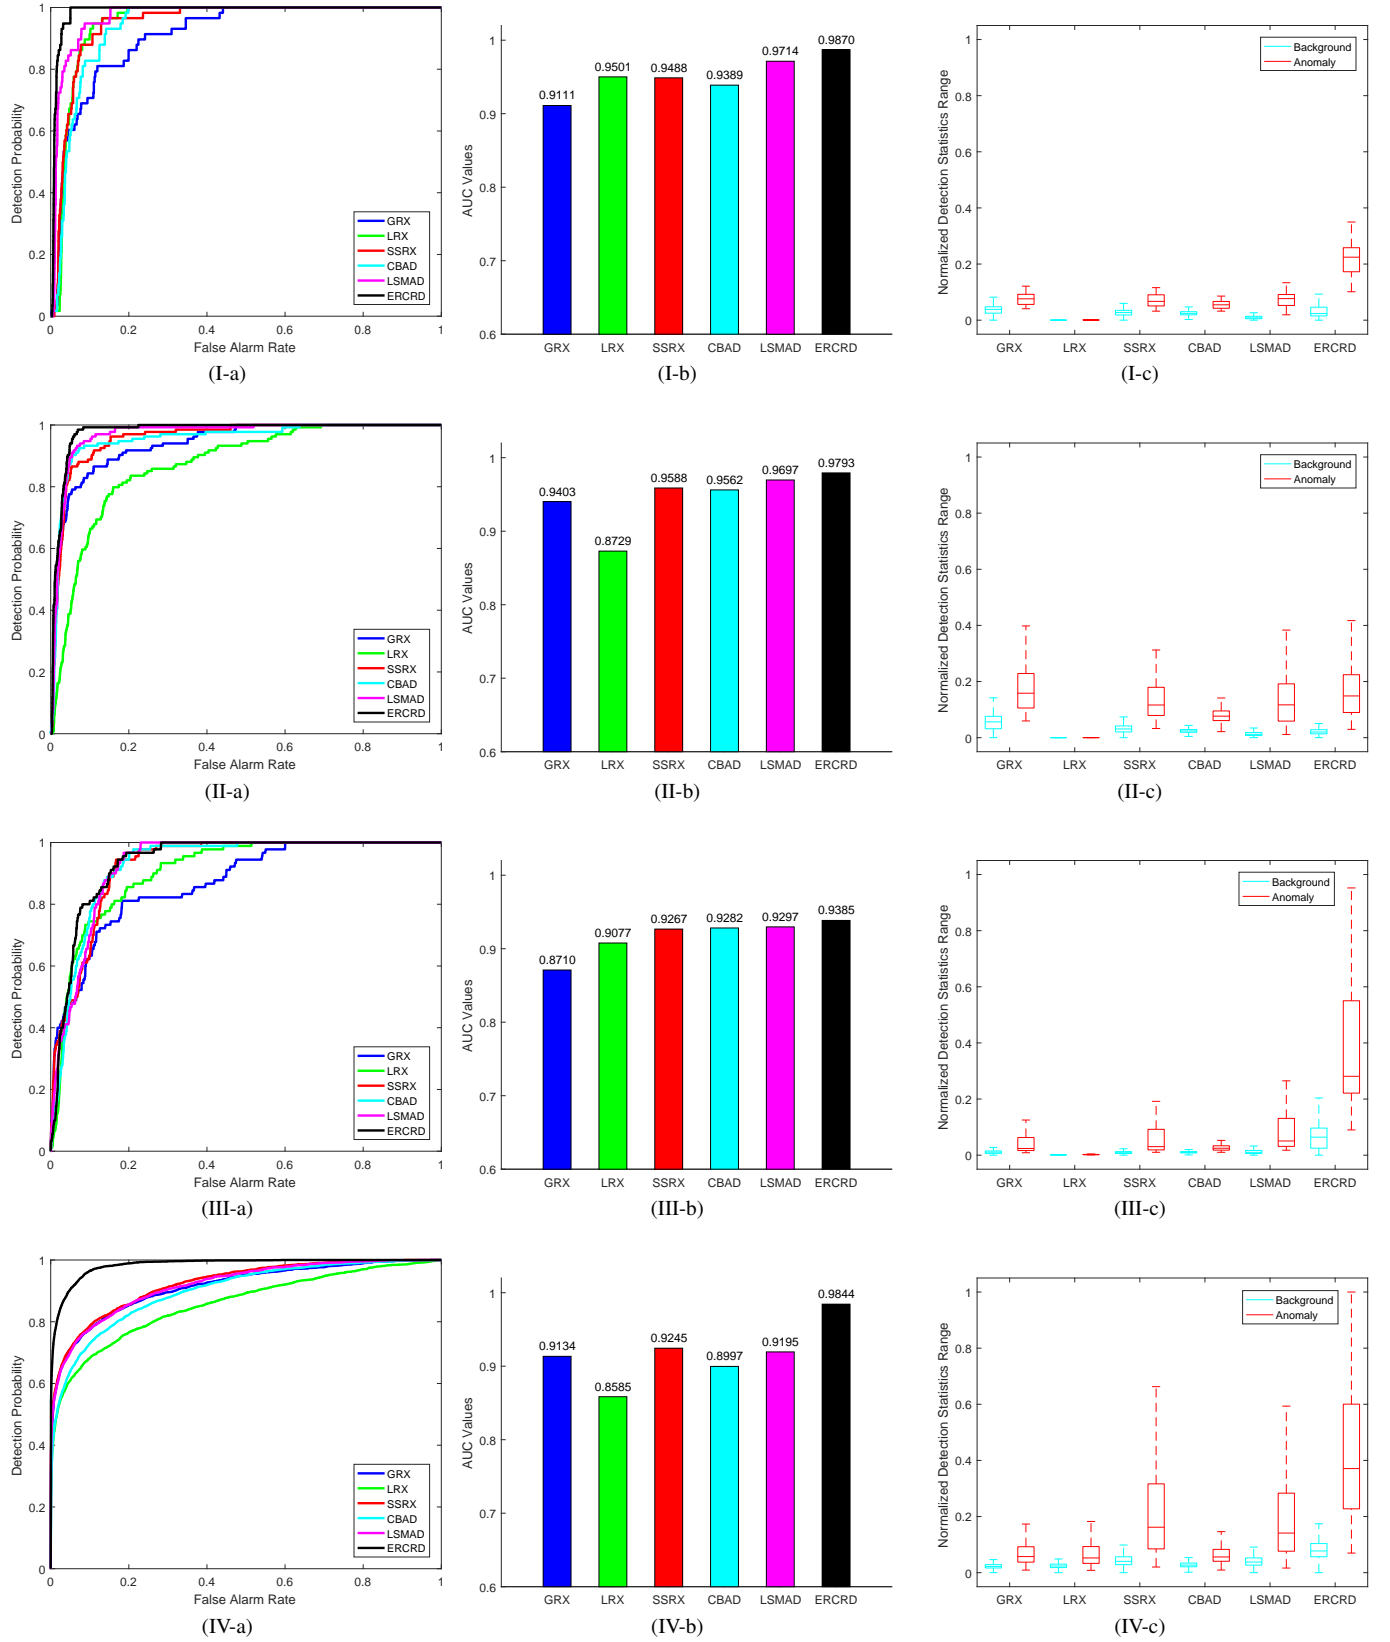 1
0.8
0.6
0.4
0.2
0
0
0.2
0.4
0.6
0.8
1
Detection Probability
False Alarm Rate
GRX
LRX
SSRX
CBAD
LSMAD
ERCRD
(I-a)
1
0.9
0.8
0.7
0.6
AUC Values
0.9111
0.9501
0.9488
0.9389
0.9714
0.9870
GRX
LRX
SSRX
CBAD
LSMAD
ERCRD
(I-b)
1
0.8
0.6
0.4
0.2
0
Normalized Detection Statistics Range
Background
Anomaly
GRX
LRX
SSRX
CBAD
LSMAD
ERCRD
(I-c)
1
0.8
0.6
0.4
0.2
0
0
0.2
0.4
0.6
0.8
1
Detection Probability
False Alarm Rate
GRX
LRX
SSRX
CBAD
LSMAD
ERCRD
(II-a)
1
0.9
0.8
0.7
0.6
AUC Values
0.9403
0.8729
0.9588
0.9562
0.9697
0.9793
GRX
LRX
SSRX
CBAD
LSMAD
ERCRD
(II-b)
1
0.8
0.6
0.4
0.2
0
Normalized Detection Statistics Range
Background
Anomaly
GRX
LRX
SSRX
CBAD
LSMAD
ERCRD
(II-c)
1
0.8
0.6
0.4
0.2
0
0
0.2
0.4
0.6
0.8
1
Detection Probability
False Alarm Rate
GRX
LRX
SSRX
CBAD
LSMAD
ERCRD
(III-a)
1
0.9
0.8
0.7
0.6
AUC Values
0.8710
0.9077
0.9267
0.9282
0.9297
0.9385
GRX
LRX
SSRX
CBAD
LSMAD
ERCRD
(III-b)
1
0.8
0.6
0.4
0.2
0
Normalized Detection Statistics Range
Background
Anomaly
GRX
LRX
SSRX
CBAD
LSMAD
ERCRD
(III-c)
1
0.8
0.6
0.4
0.2
0
0
0.2
0.4
0.6
0.8
1
Detection Probability
False Alarm Rate
GRX
LRX
SSRX
CBAD
LSMAD
ERCRD
(IV-a)
1
0.9
0.8
0.7
0.6
AUC Values
0.9134
0.8585
0.9245
0.8997
0.9195
0.9844
GRX
LRX
SSRX
CBAD
LSMAD
ERCRD
(IV-b)
1
0.8
0.6
0.4
0.2
0
Normalized Detection Statistics Range
Background
Anomaly
GRX
LRX
SSRX
CBAD
LSMAD
ERCRD
(IV-c)